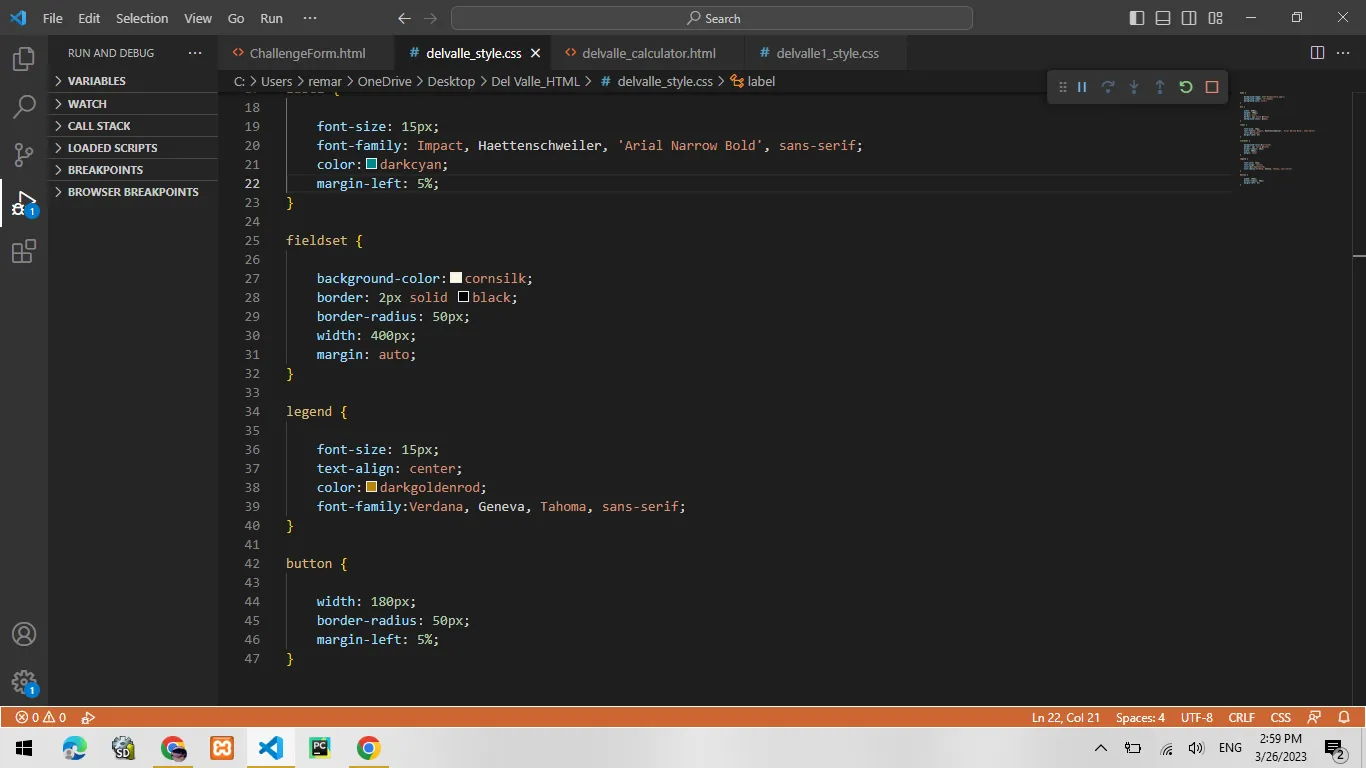 File Edit Selection View Go Run ··· Search
RUN AND DEBUG ···
VARIABLES
WATCH
CALL STACK
LOADED SCRIPTS
BREAKPOINTS
BROWSER BREAKPOINTS
1
1
ChallengeForm.html # delvalle_style.css delvalle_calculator.html # delvalle1_style.css
C: > Users > remar > OneDrive > Desktop > Del Valle_HTML > # delvalle_style.css > label
18
19 font-size: 15px;
20 font-family: Impact, Haettenschweiler, 'Arial Narrow Bold', sans-serif;
21 color: darkcyan;
22 margin-left: 5%;
23 }
24
25 fieldset {
26
27 background-color: cornsilk;
28 border: 2px solid black;
29 border-radius: 50px;
30 width: 400px;
31 margin: auto;
32 }
33
34 legend {
35
36 font-size: 15px;
37 text-align: center;
38 color: darkgoldenrod;
39 font-family:Verdana, Geneva, Tahoma, sans-serif;
40 }
41
42 button {
43
44 width: 180px;
45 border-radius: 50px;
46 margin-left: 5%;
47 }
0 0 Ln 22, Col 21 Spaces: 4 UTF-8 CRLF CSS
SD PC ENG 2:59 PM
3/26/2023 2